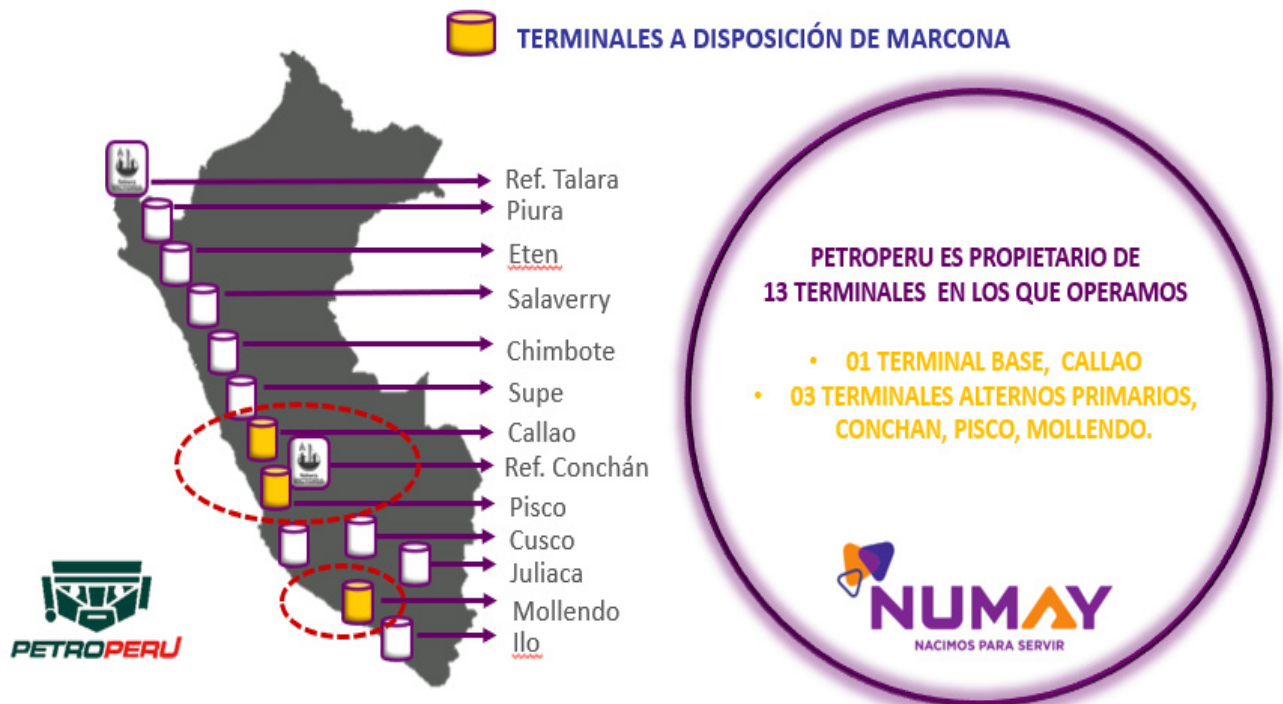 TERMINALES A DISPOSICIÓN DE MARCONA
Ref. Talara
Piura
Eten
Salaverry
Chimbote
Supe
Callao
Ref. Conchán
Pisco
Cusco
Juliaca
Mollendo
Ilo
PETROPERU ES PROPIETARIO DE
13 TERMINALES EN LOS QUE OPERAMOS
• 01 TERMINAL BASE, CALLAO
• 03 TERMINALES ALTERNOS PRIMARIOS,
CONCHAN, PISCO, MOLLENDO.
NUMAY
NACIMOS PARA SERVIR
PETROPERU